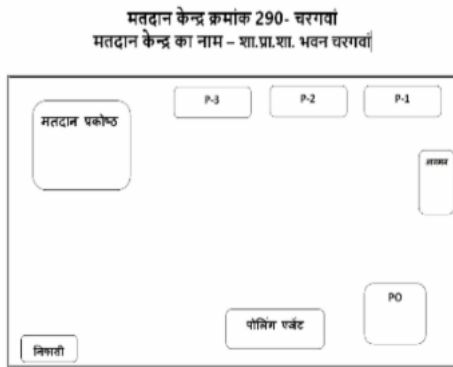 मतदान केन्द्र क्रमांक 290- चरगवां
मतदान केन्द्र का नाम – शा.प्रा.शा. भवन चरगवां
मतदान प्रकोष्ठ
P-3
P-2
P-1
PO
पोलिंग एजेंट
निकासी